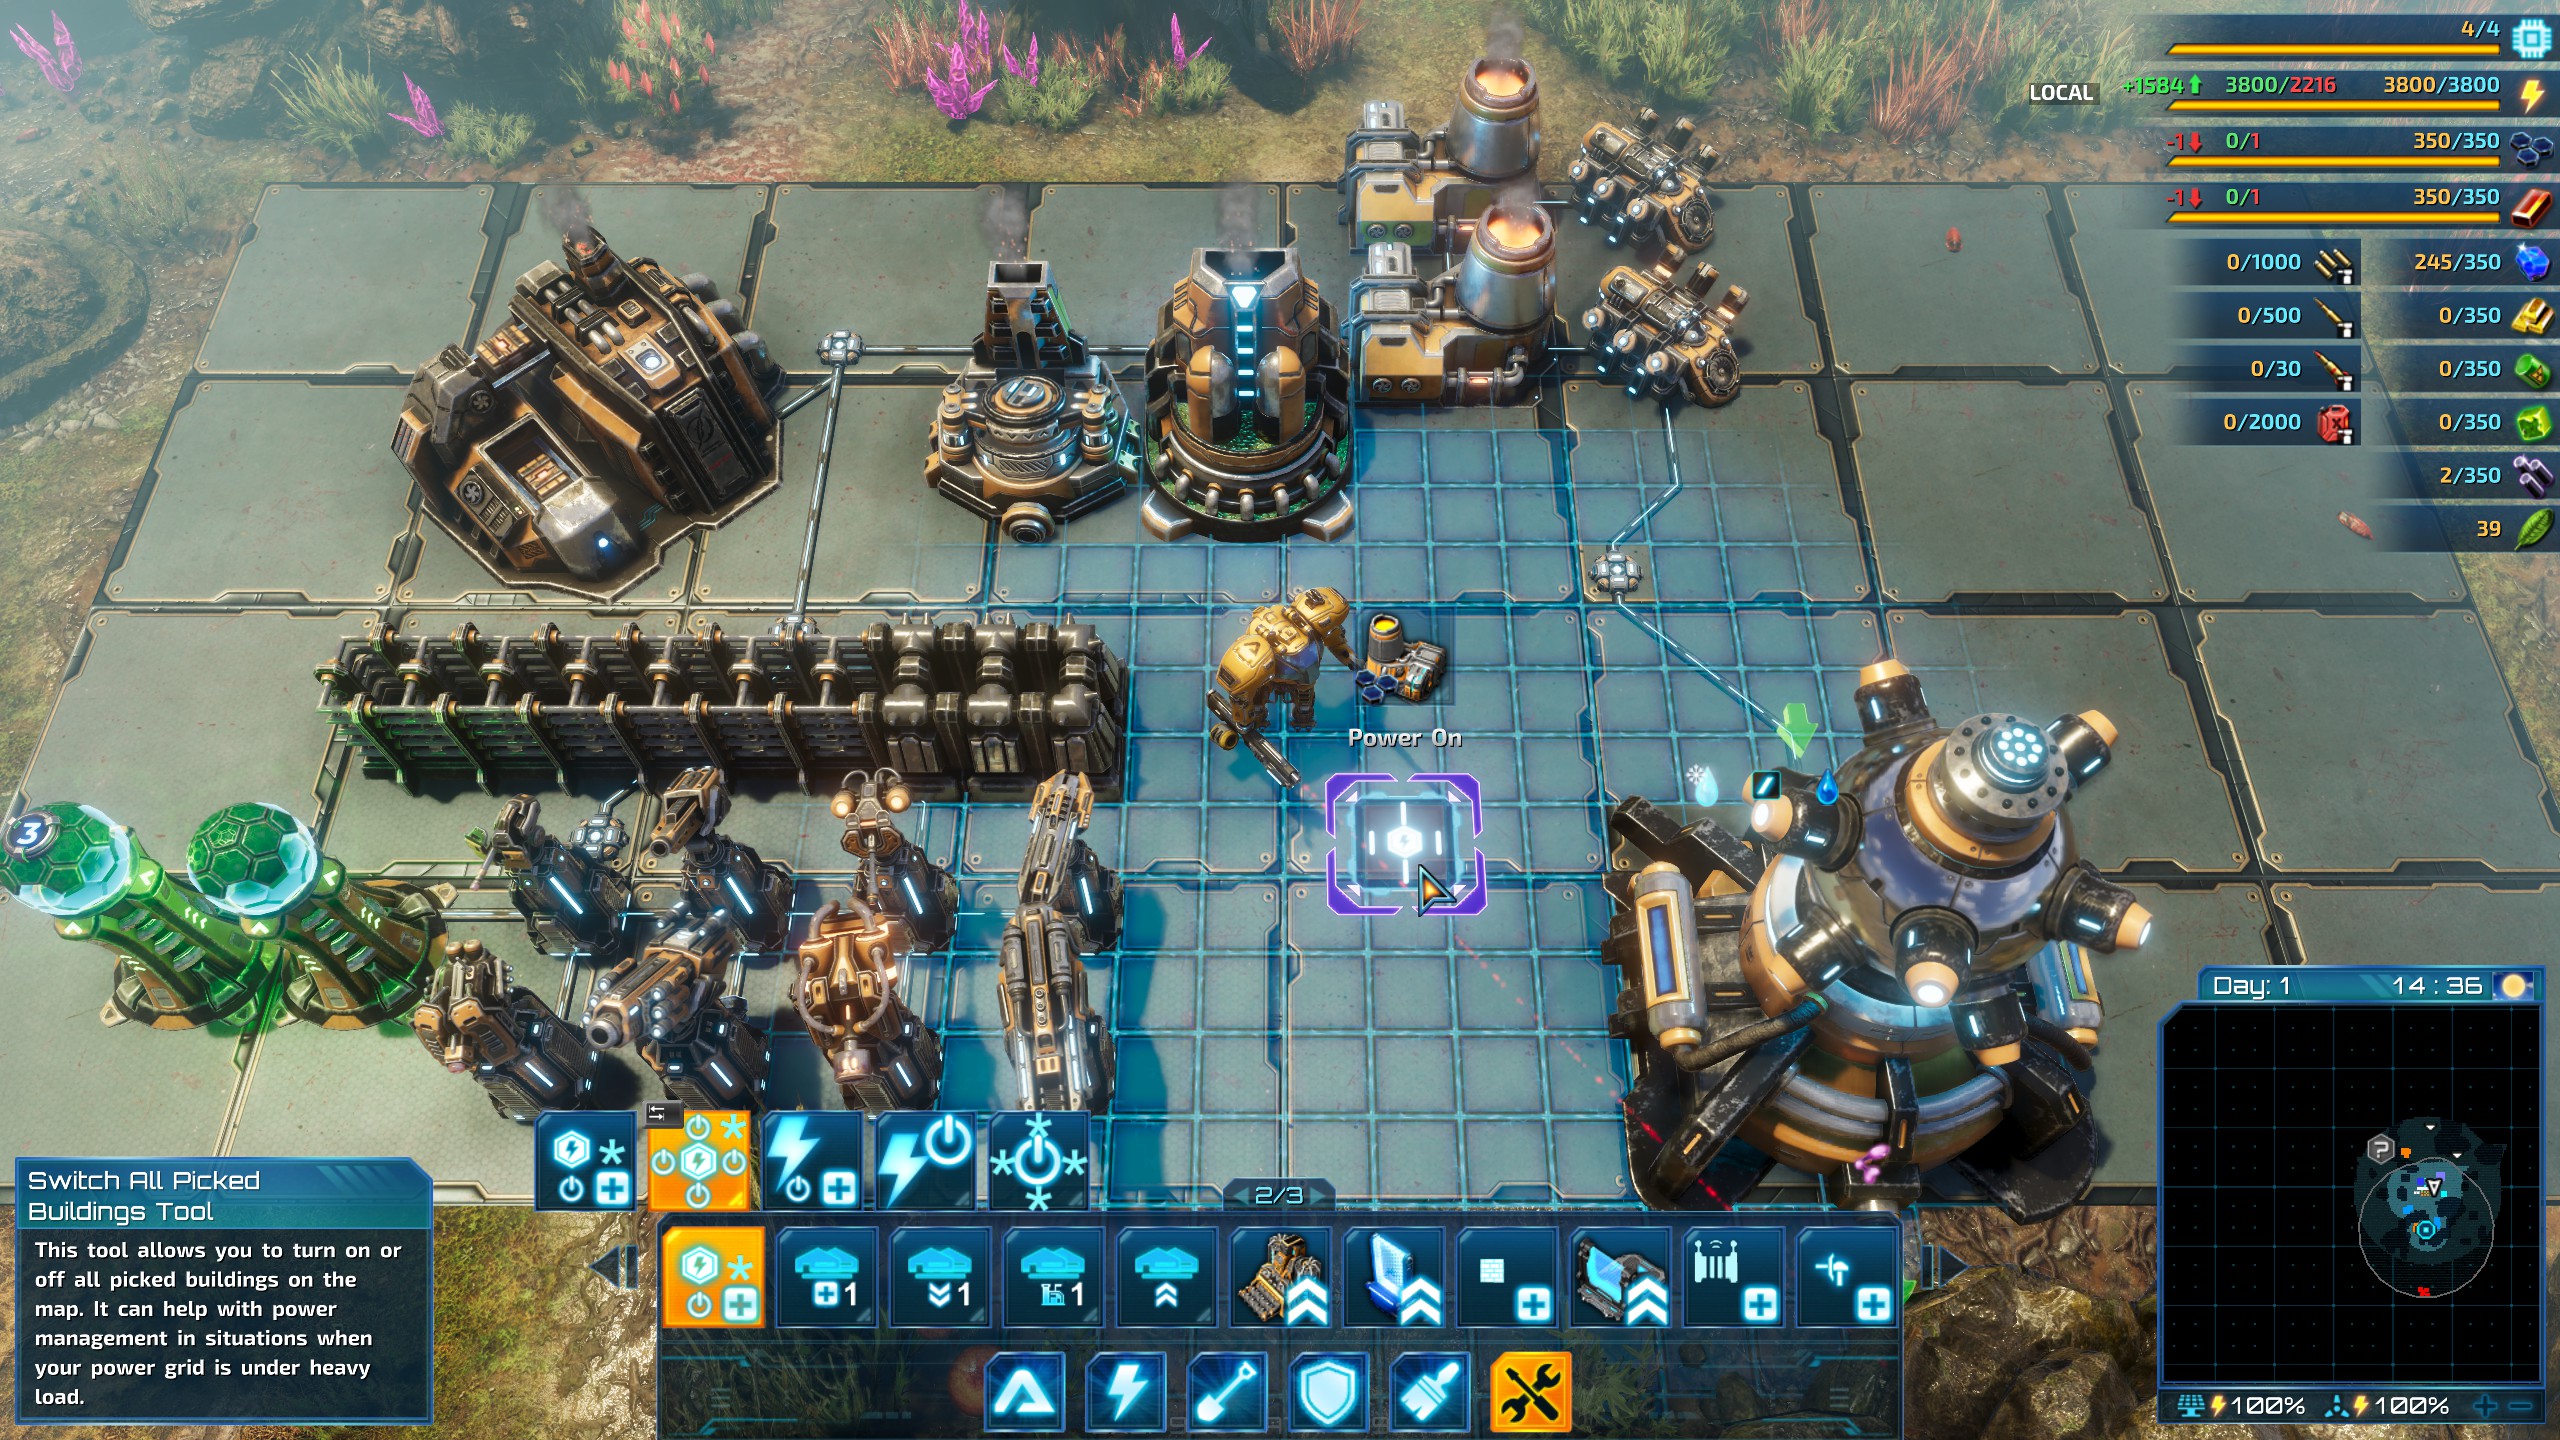 4/4
LOCAL +1584 3800/2216 3800/3800
-1 0/1 350/350
-1 0/1 350/350
0/1000 245/350
0/500 0/350
0/30 0/350
0/2000 0/350
2/350
39
Power On
3
Day: 1 14 : 36
Switch All Picked
Buildings Tool
This tool allows you to turn on or
off all picked buildings on the
map. It can help with power
management in situations when
your power grid is under heavy
load.
2/3
1
1
1
?
100% 100%